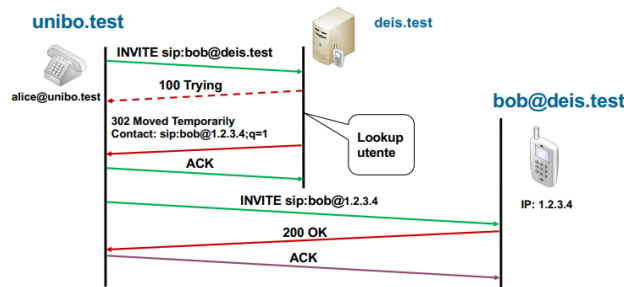 unibo.test
deis.test
INVITE sip:bob@deis.test
100 Trying
alice@unibo.test
bob@deis.test
302 Moved Temporarily
Contact: sip:bob@1.2.3.4;q=1
Lookup
utente
ACK
INVITE sip:bob@1.2.3.4
IP: 1.2.3.4
200 OK
ACK